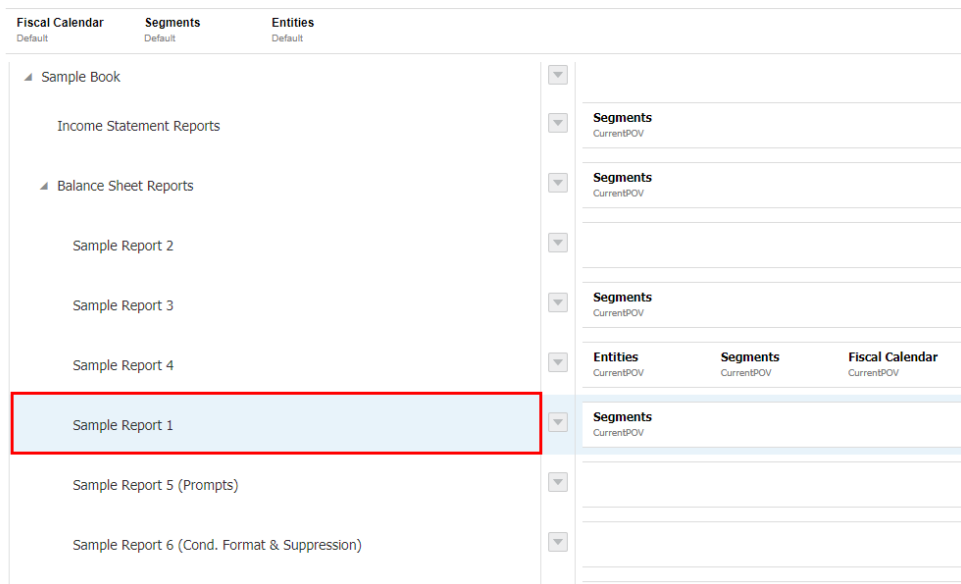 Fiscal Calendar Segments Entities
Default Default Default
Sample Book
Income Statement Reports
Segments
CurrentPOV
Balance Sheet Reports
Segments
CurrentPOV
Sample Report 2
Sample Report 3
Segments
CurrentPOV
Sample Report 4
Entities Segments Fiscal Calendar
CurrentPOV CurrentPOV CurrentPOV
Sample Report 1
Segments
CurrentPOV
Sample Report 5 (Prompts)
Sample Report 6 (Cond. Format & Suppression)